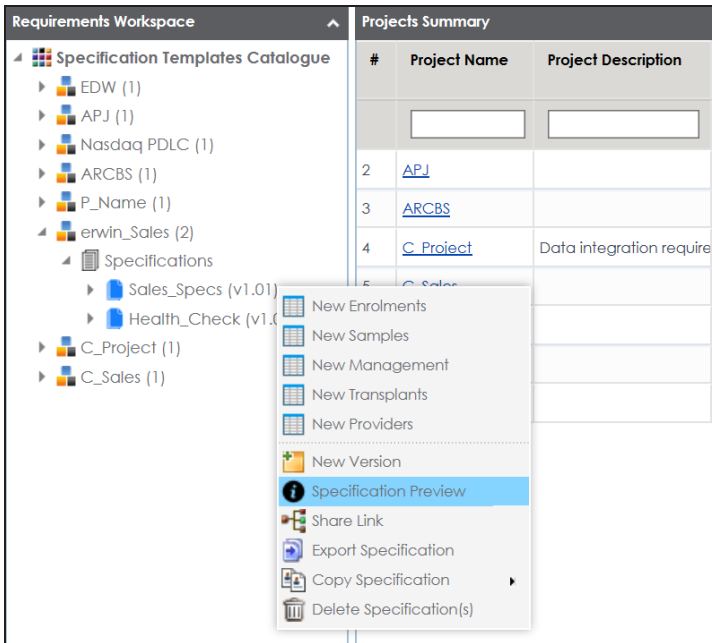 Requirements Workspace
Specification Templates Catalogue
EDW (1)
APJ (1)
Nasdaq PDLC (1)
ARCBS (1)
P_Name (1)
erwin_Sales (2)
Specifications
Sales_Specs (v1.01)
Health_Check (v1.0
C_Project (1)
C_Sales (1)
Projects Summary
# Project Name Project Description
2 APJ
3 ARCBS
4 C_Project Data integration require
5 C_Sales
New Enrolments
New Samples
New Management
New Transplants
New Providers
New Version
Specification Preview
Share Link
Export Specification
Copy Specification
Delete Specification(s)